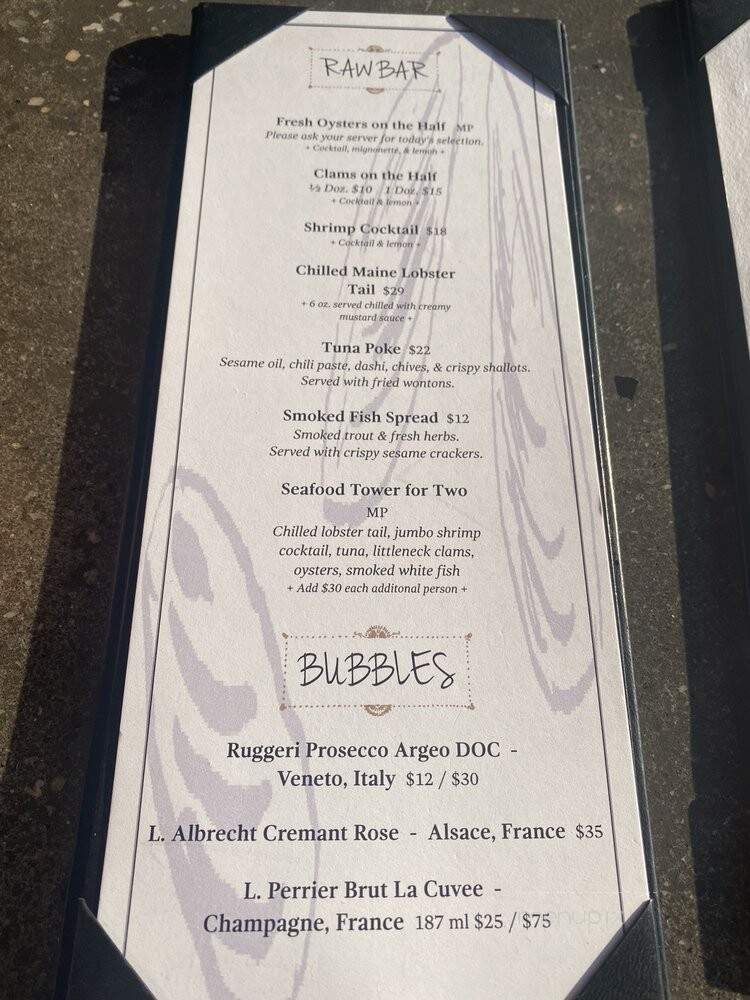 RAW BAR
Fresh Oysters on the Half MP
Please ask your server for today's selection.
+ Cocktail, mignonette, & lemon +
Clams on the Half
½ Doz. $10 1 Doz. $15
+ Cocktail & lemon +
Shrimp Cocktail $18
+ Cocktail & lemon +
Chilled Maine Lobster
Tail $29
+ 6 oz. served chilled with creamy
mustard sauce +
Tuna Poke $22
Sesame oil, chili paste, dashi, chives, & crispy shallots.
Served with fried wontons.
Smoked Fish Spread $12
Smoked trout & fresh herbs.
Served with crispy sesame crackers.
Seafood Tower for Two
MP
Chilled lobster tail, jumbo shrimp
cocktail, tuna, littleneck clams,
oysters, smoked white fish
+ Add $30 each additonal person +
BUBBLES
Ruggeri Prosecco Argeo DOC -
Veneto, Italy $12 / $30
L. Albrecht Cremant Rose - Alsace, France $35
L. Perrier Brut La Cuvee -
Champagne, France 187 ml $25 / $75